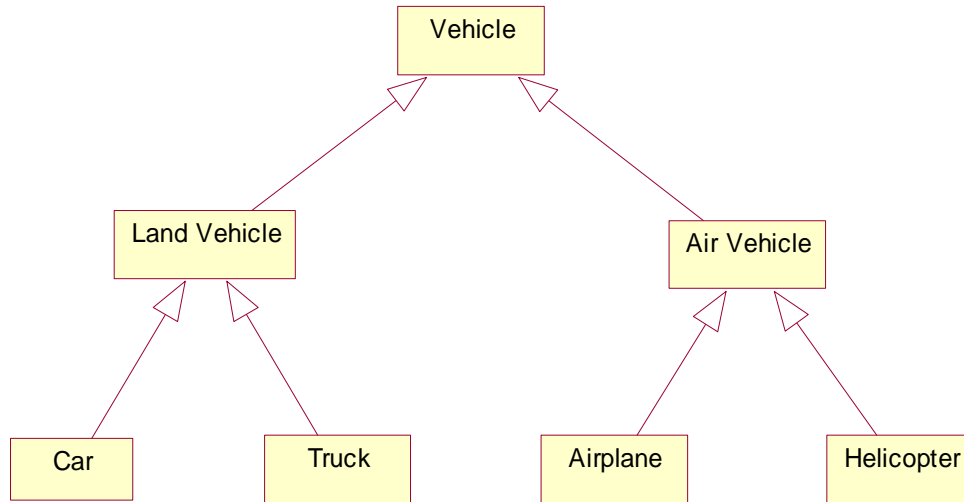 Vehicle
Land Vehicle
Air Vehicle
Car
Truck
Airplane
Helicopter